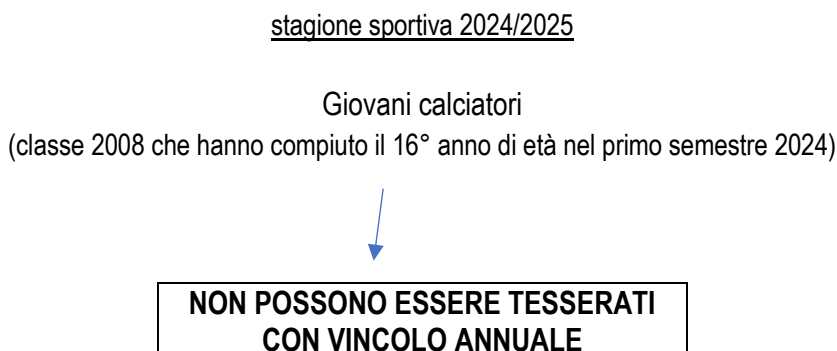 stagione sportiva 2024/2025
Giovani calciatori
(classe 2008 che hanno compiuto il 16° anno di età nel primo semestre 2024)
NON POSSONO ESSERE TESSERATI
CON VINCOLO ANNUALE